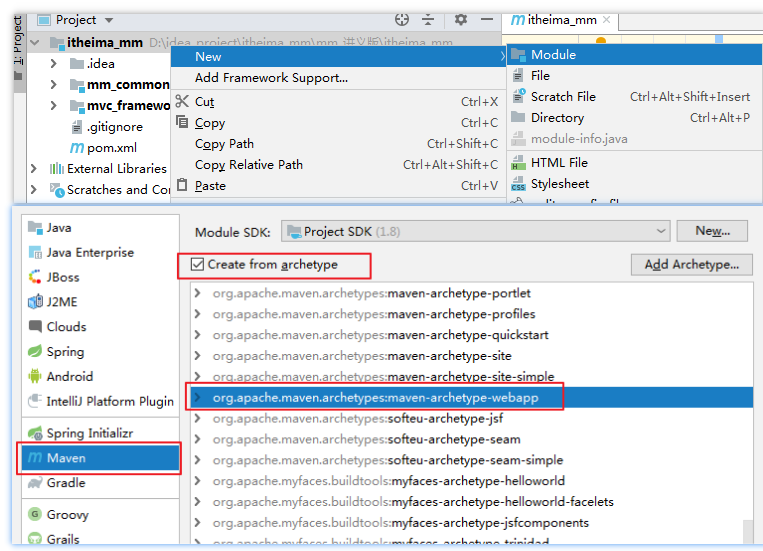 Project
itheima_mm
1: Project
itheima_mm D:\idea_project\itheima_mm\mm 讲义版\itheima_mm
.idea
mm_common
mvc_framewo
.gitignore
pom.xml
External Libraries
Scratches and Co
New
Add Framework Support...
Cut Ctrl+X
Copy Ctrl+C
Copy Path Ctrl+Shift+C
Copy Relative Path Ctrl+Alt+Shift+C
Paste Ctrl+V
Module
File
Scratch File Ctrl+Alt+Shift+Insert
Directory Ctrl+Alt+P
module-info.java
HTML File
Stylesheet
Java
Java Enterprise
JBoss
J2ME
Clouds
Spring
Android
IntelliJ Platform Plugin
Spring Initializr
Maven
Gradle
Groovy
Grails
Module SDK: Project SDK (1.8) New...
Create from archetype Add Archetype...
org.apache.maven.archetypes:maven-archetype-portlet
org.apache.maven.archetypes:maven-archetype-profiles
org.apache.maven.archetypes:maven-archetype-quickstart
org.apache.maven.archetypes:maven-archetype-site
org.apache.maven.archetypes:maven-archetype-site-simple
org.apache.maven.archetypes:maven-archetype-webapp
org.apache.maven.archetypes:softeu-archetype-jsf
org.apache.maven.archetypes:softeu-archetype-seam
org.apache.maven.archetypes:softeu-archetype-seam-simple
org.apache.myfaces.buildtools:myfaces-archetype-helloworld
org.apache.myfaces.buildtools:myfaces-archetype-helloworld-facelets
org.apache.myfaces.buildtools:myfaces-archetype-jsfcomponents
org.apache.myfaces.buildtools:myfaces-archetype-trinidad